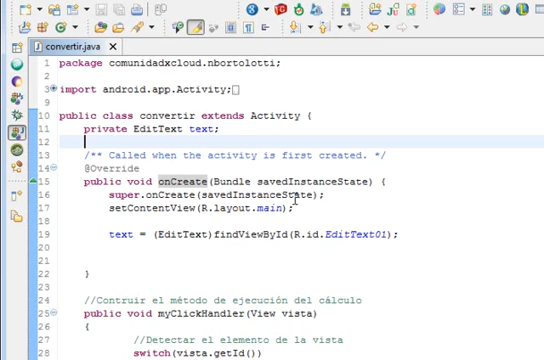 convertir.java
1 package comunidadxcloud.nbortolotti;
2
3 import android.app.Activity;
9
10 public class convertir extends Activity {
11 private EditText text;
12
13 /** Called when the activity is first created. */
14 @Override
15 public void onCreate(Bundle savedInstanceState) {
16 super.onCreate(savedInstanceState);
17 setContentView(R.layout.main);
18
19 text = (EditText)findViewById(R.id.EditText01);
20
21
22 }
23
24 //Contruir el método de ejecución del cálculo
25 public void myClickHandler(View vista)
26 {
27 //Detectar el elemento de la vista
28 switch(vista.getId())